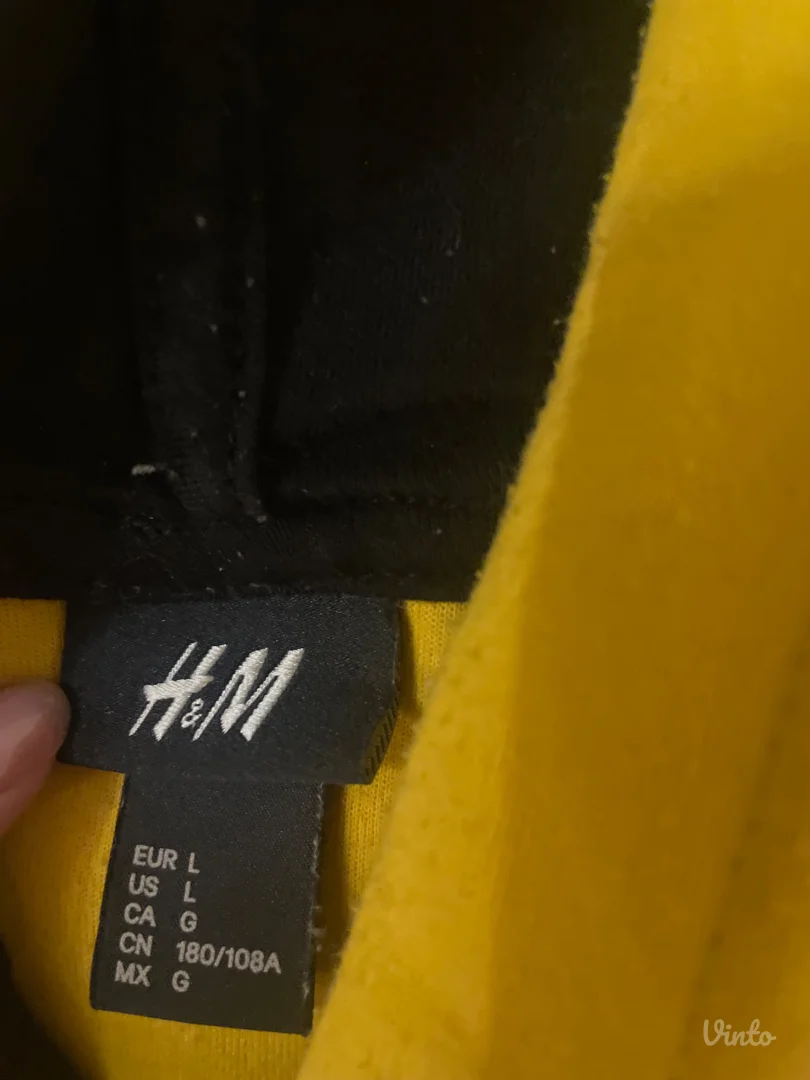 H&M
EUR L
US L
CA G
CN 180/108A
MX G
Vinto